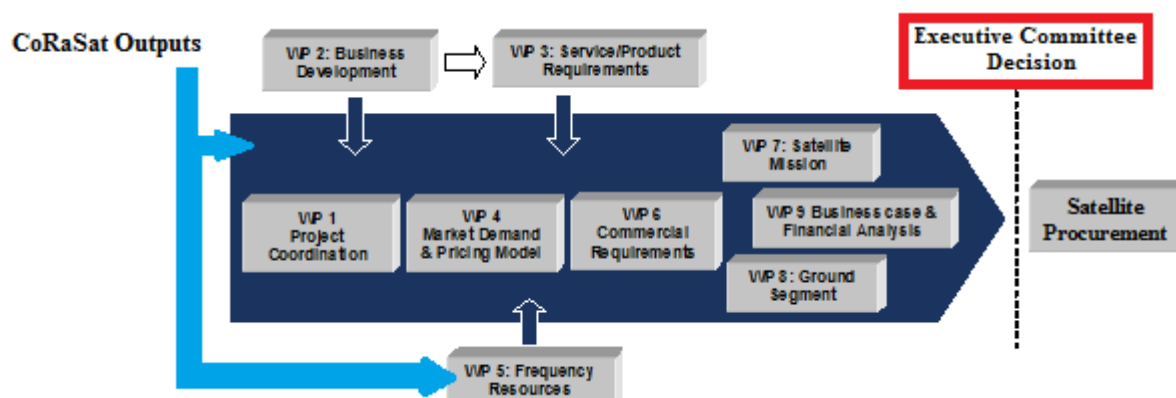 CoRaSat Outputs
WP 2: Business
Development
WP 3: Service/Product
Requirements
Executive Committee
Decision
WP 7: Satellite
Mission
WP 1
Project
Coordination
WP 4
Market Demand
& Pricing Model
WP 6
Commercial
Requirements
WP 9 Business case &
Financial Analysis
Satellite
Procurement
WP 8: Ground
Segment
WP 5: Frequency
Resources